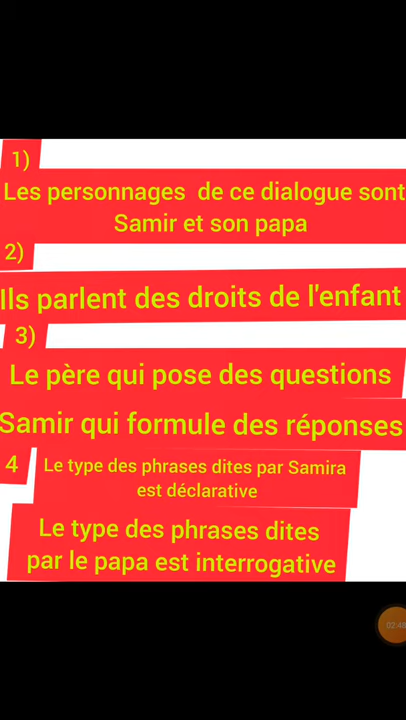 1)
Les personnages de ce dialogue sont
Samir et son papa
2)
Ils parlent des droits de l'enfant
3)
Le père qui pose des questions
Samir qui formule des réponses
4
Le type des phrases dites par Samira
est déclarative
Le type des phrases dites
par le papa est interrogative
02:48